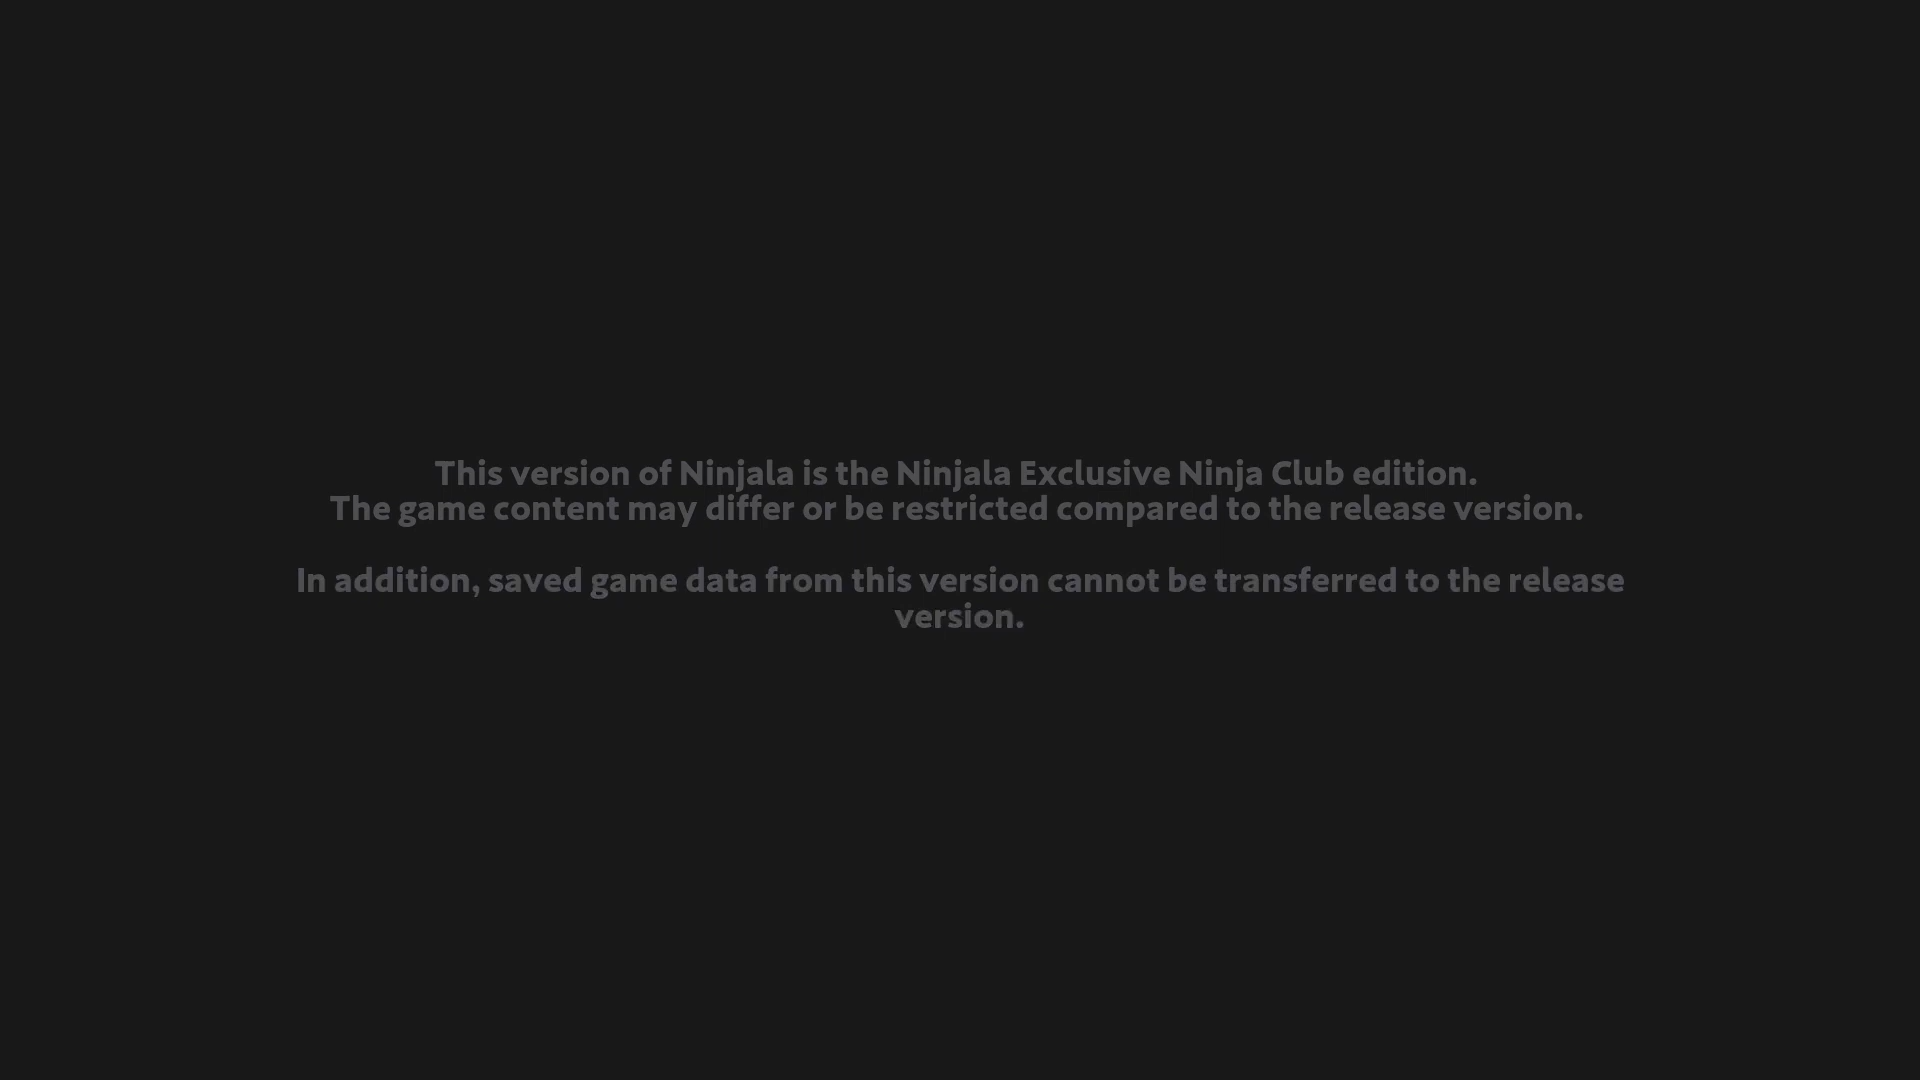 This version of Ninjala is the Ninjala Exclusive Ninja Club edition.
The game content may differ or be restricted compared to the release version.
In addition, saved game data from this version cannot be transferred to the release
version.